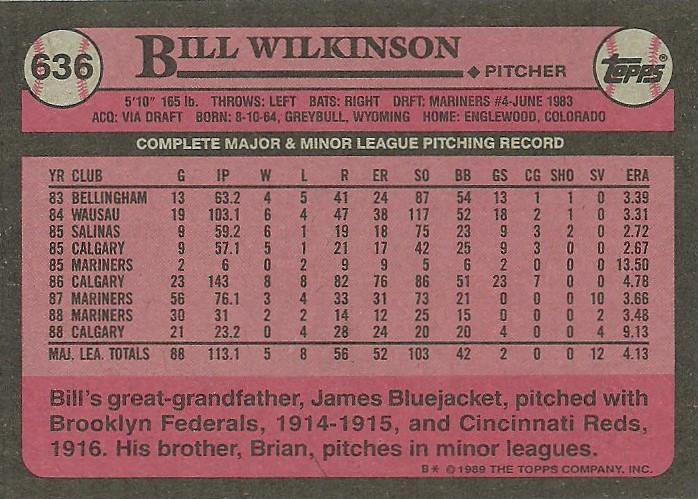 636 BILL WILKINSON
PITCHER
topps
5'10" 165 lb. THROWS: LEFT BATS: RIGHT DRFT: MARINERS #4-JUNE 1983
ACQ: VIA DRAFT BORN: 8-10-64, GREYBULL, WYOMING HOME: ENGLEWOOD, COLORADO
COMPLETE MAJOR & MINOR LEAGUE PITCHING RECORD
YR CLUB G IP W L R ER SO BB GS CG SHO SV ERA
83 BELLINGHAM 13 63.2 4 5 41 24 87 54 13 1 1 0 3.39
84 WAUSAU 19 103.1 6 4 47 38 117 52 18 2 1 0 3.31
85 SALINAS 9 59.2 6 1 19 18 75 23 9 3 2 0 2.72
85 CALGARY 9 57.1 5 1 21 17 42 25 9 3 0 0 2.67
85 MARINERS 2 6 0 2 9 9 5 6 2 0 0 0 13.50
86 CALGARY 23 143 8 8 82 76 86 51 23 7 0 0 4.78
87 MARINERS 56 76.1 3 4 33 31 73 21 0 0 0 10 3.66
88 MARINERS 30 31 2 2 14 12 25 15 0 0 0 2 3.48
88 CALGARY 21 23.2 0 4 28 24 20 20 4 0 0 4 9.13
MAJ. LEA. TOTALS 88 113.1 5 8 56 52 103 42 2 0 0 12 4.13
Bill's great-grandfather, James Bluejacket, pitched with
Brooklyn Federals, 1914-1915, and Cincinnati Reds,
1916. His brother, Brian, pitches in minor leagues.
B* © 1989 THE TOPPS COMPANY, INC.